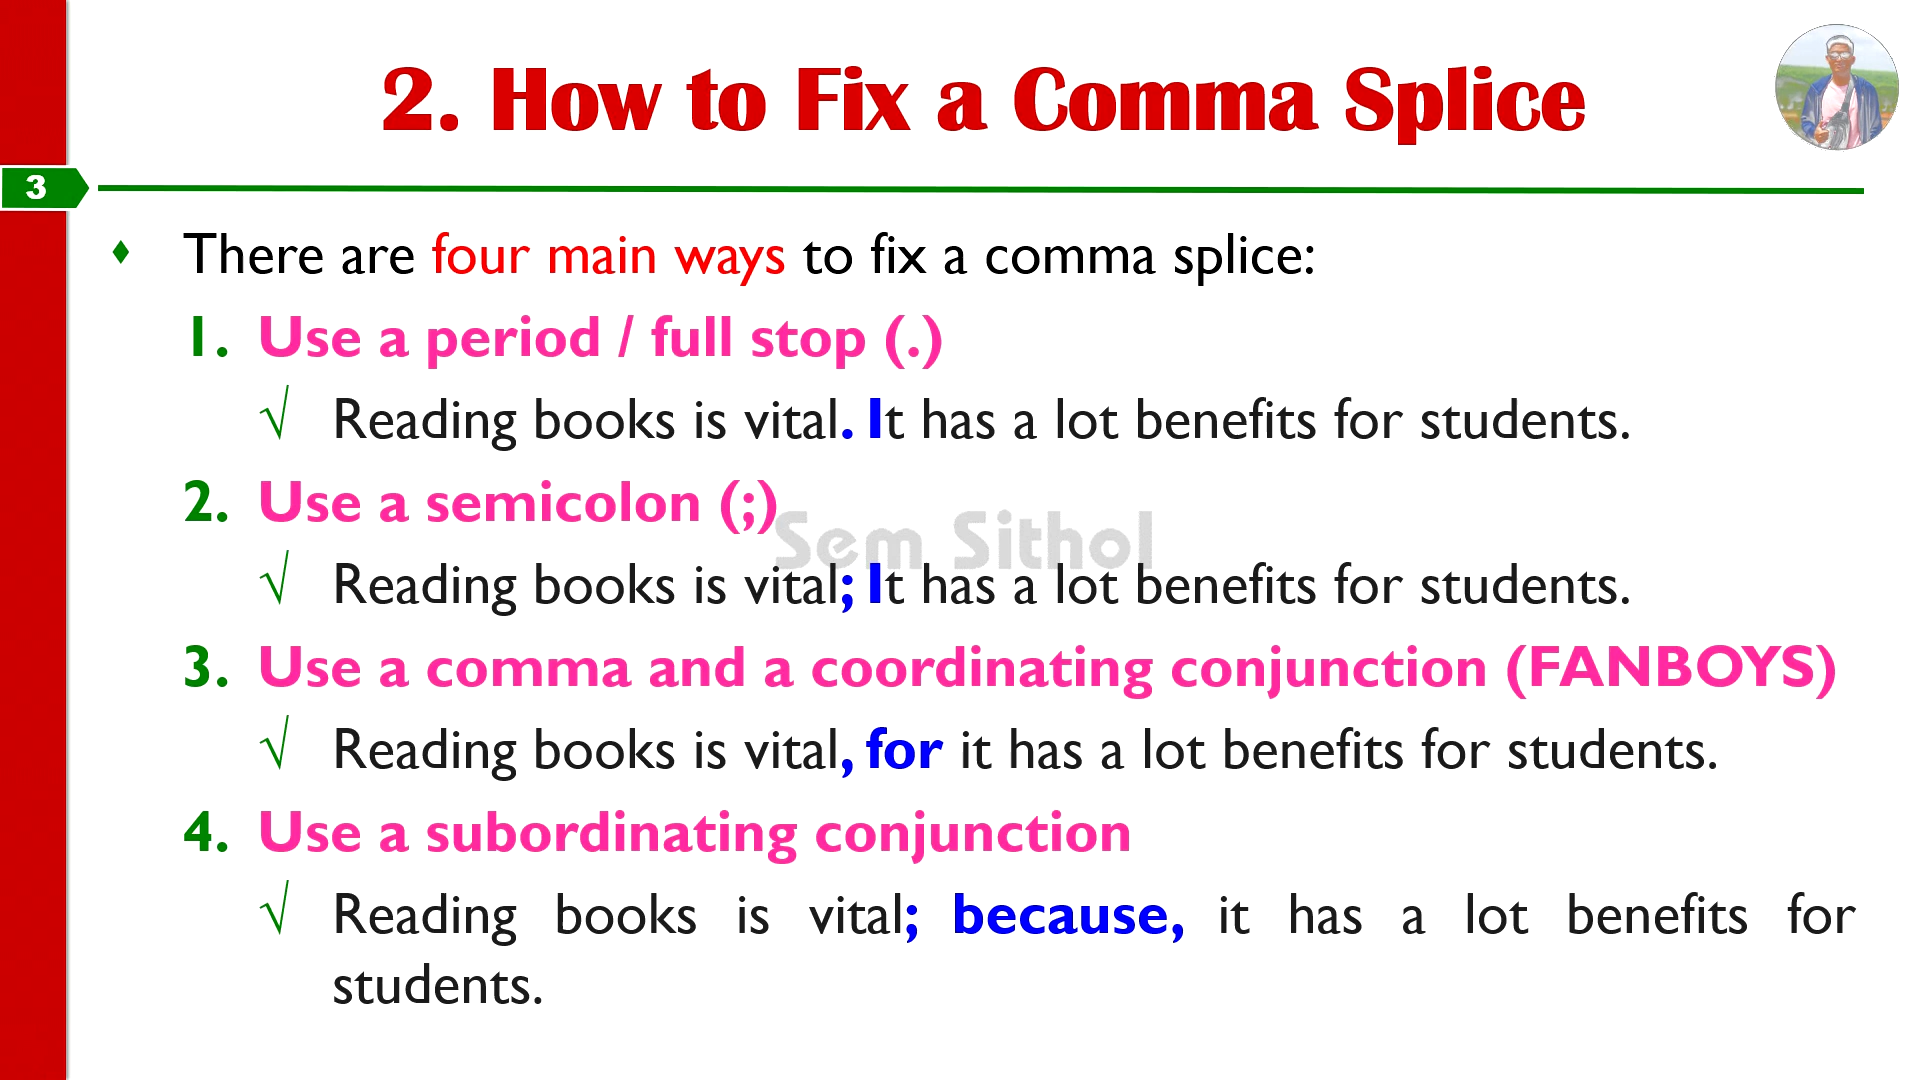 2. How to Fix a Comma Splice
3
♦ There are four main ways to fix a comma splice:
1. Use a period / full stop (.)
√ Reading books is vital. It has a lot benefits for students.
2. Use a semicolon (;)
Sem Sithol
√ Reading books is vital; It has a lot benefits for students.
3. Use a comma and a coordinating conjunction (FANBOYS)
√ Reading books is vital, for it has a lot benefits for students.
4. Use a subordinating conjunction
√ Reading books is vital; because, it has a lot benefits for
students.